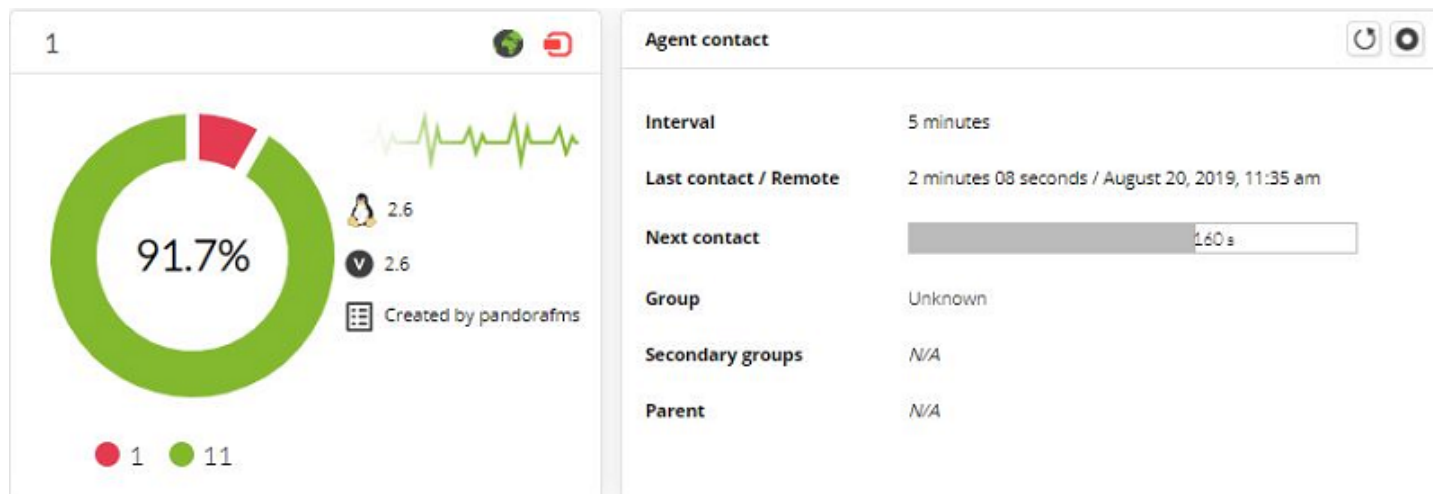 1
91.7%
2.6
V 2.6
Created by pandorafms
1 11
Agent contact
Interval 5 minutes
Last contact / Remote 2 minutes 08 seconds / August 20, 2019, 11:35 am
Next contact 160 s
Group Unknown
Secondary groups N/A
Parent N/A